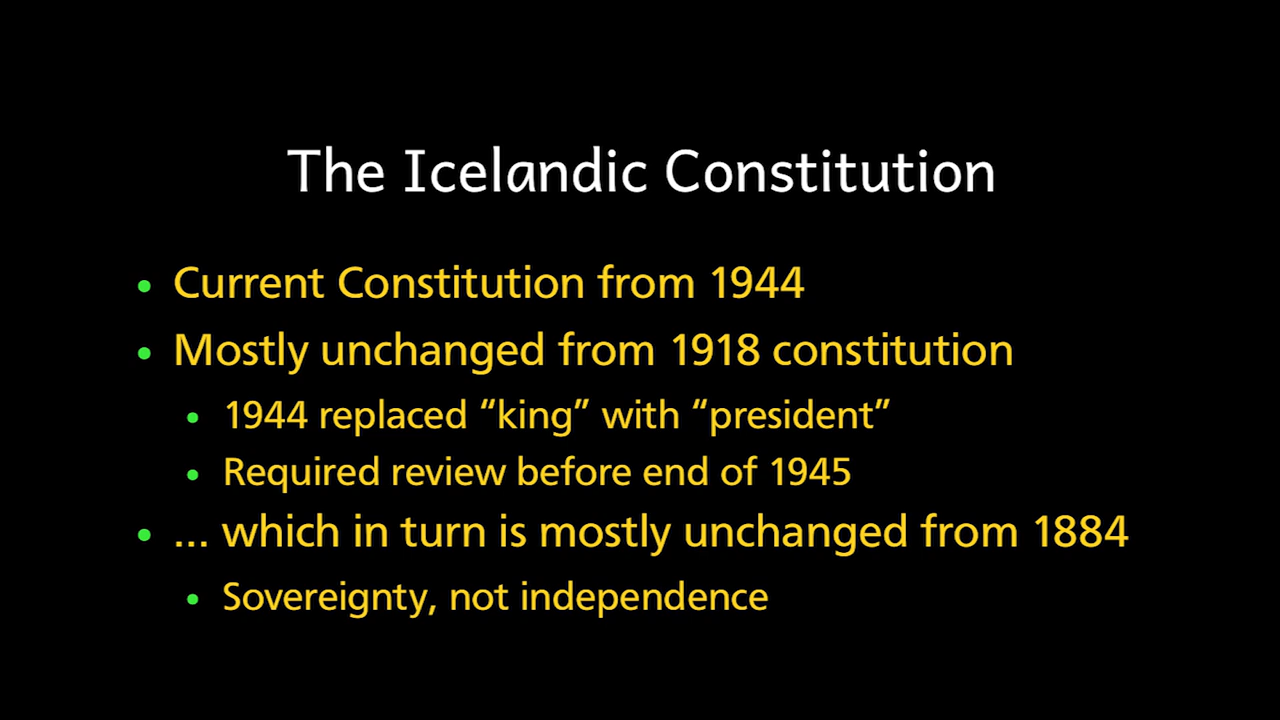 The Icelandic Constitution
• Current Constitution from 1944
• Mostly unchanged from 1918 constitution
• 1944 replaced “king” with “president”
• Required review before end of 1945
• ... which in turn is mostly unchanged from 1884
• Sovereignty, not independence